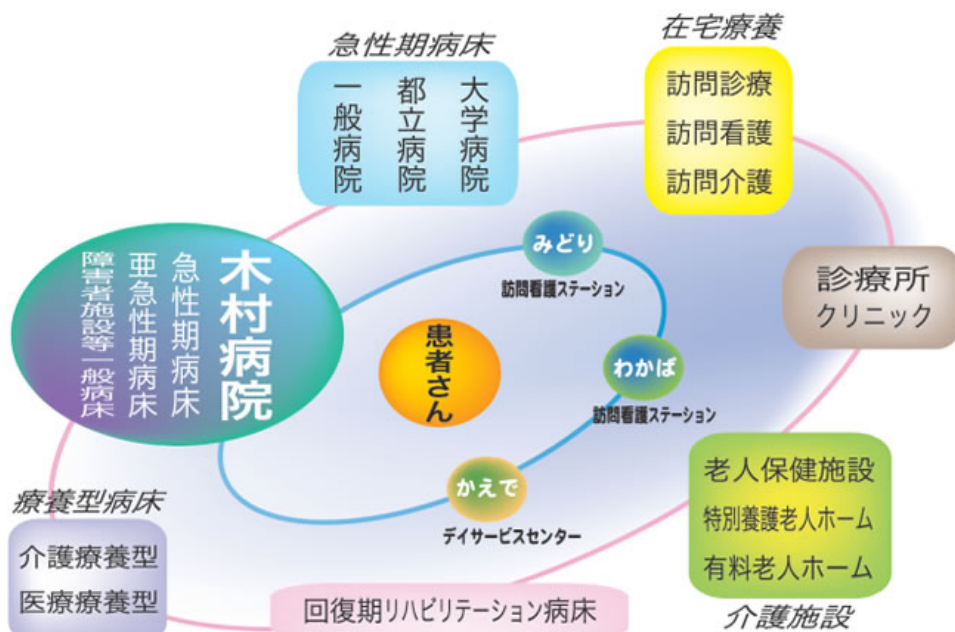 急性期病床
大学病院
都立病院
一般病院
在宅療養
訪問診療
訪問看護
訪問介護
木村病院
急性期病床
亜急性期病床
障害者施設等一般病床
患者さん
みどり
訪問看護ステーション
わかば
訪問看護ステーション
かえで
デイサービスセンター
診療所
クリニック
老人保健施設
特別養護老人ホーム
有料老人ホーム
介護施設
療養型病床
介護療養型
医療療養型
回復期リハビリテーション病床